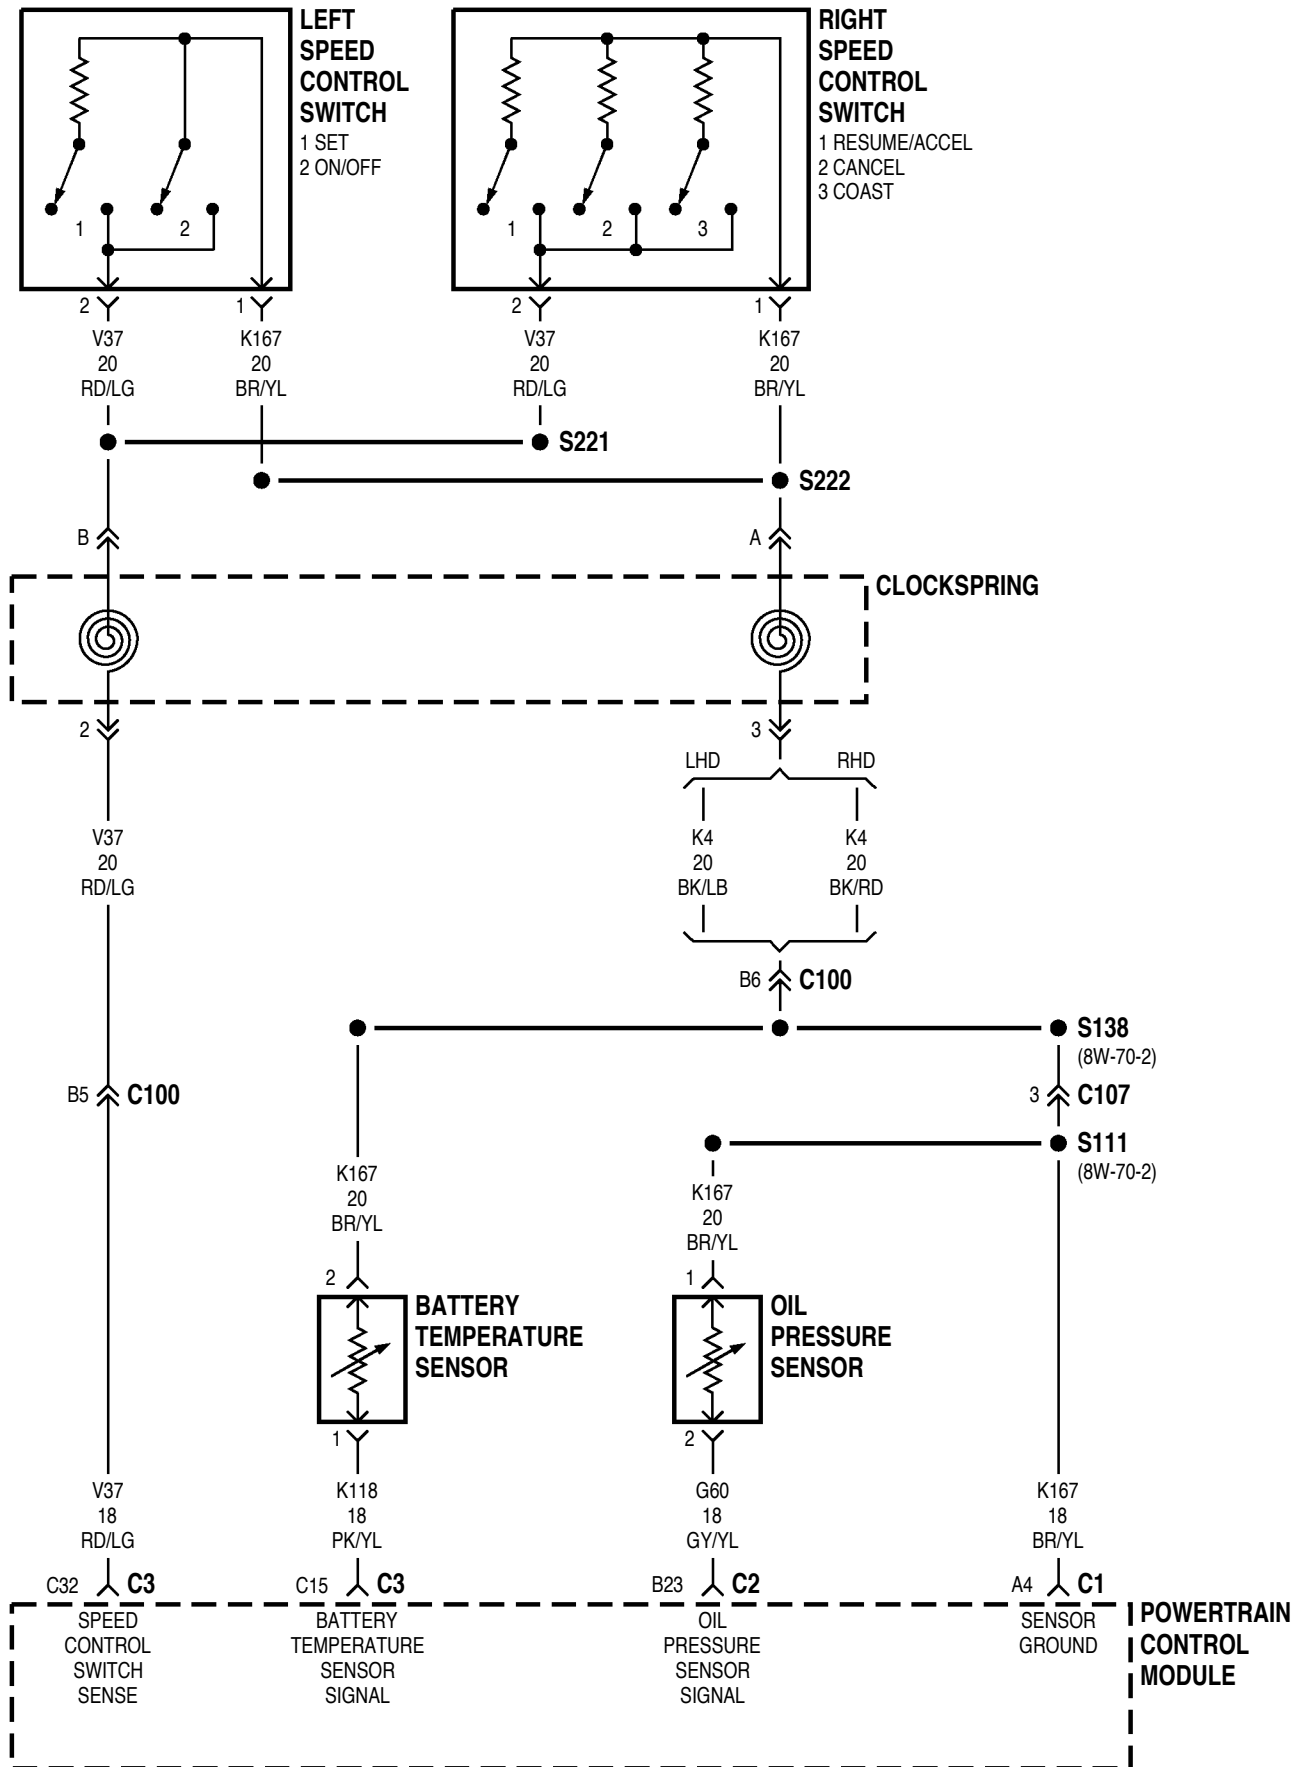 LEFT
SPEED
CONTROL
SWITCH
1 SET
2 ON/OFF
RIGHT
SPEED
CONTROL
SWITCH
1 RESUME/ACCEL
2 CANCEL
3 COAST
1
2
1
2
3
2
1
2
1
V37
20
RD/LG
K167
20
BR/YL
V37
20
RD/LG
K167
20
BR/YL
S221
S222
B
A
CLOCKSPRING
2
3
LHD
RHD
V37
20
RD/LG
K4
20
BK/LB
K4
20
BK/RD
B6
C100
S138
(8W-70-2)
B5
C100
3
C107
S111
(8W-70-2)
K167
20
BR/YL
K167
20
BR/YL
2
1
BATTERY
TEMPERATURE
SENSOR
OIL
PRESSURE
SENSOR
1
2
V37
18
RD/LG
K118
18
PK/YL
G60
18
GY/YL
K167
18
BR/YL
C32
C3
C15
C3
B23
C2
A4
C1
SPEED
CONTROL
SWITCH
SENSE
BATTERY
TEMPERATURE
SENSOR
SIGNAL
OIL
PRESSURE
SENSOR
SIGNAL
SENSOR
GROUND
POWERTRAIN
CONTROL
MODULE